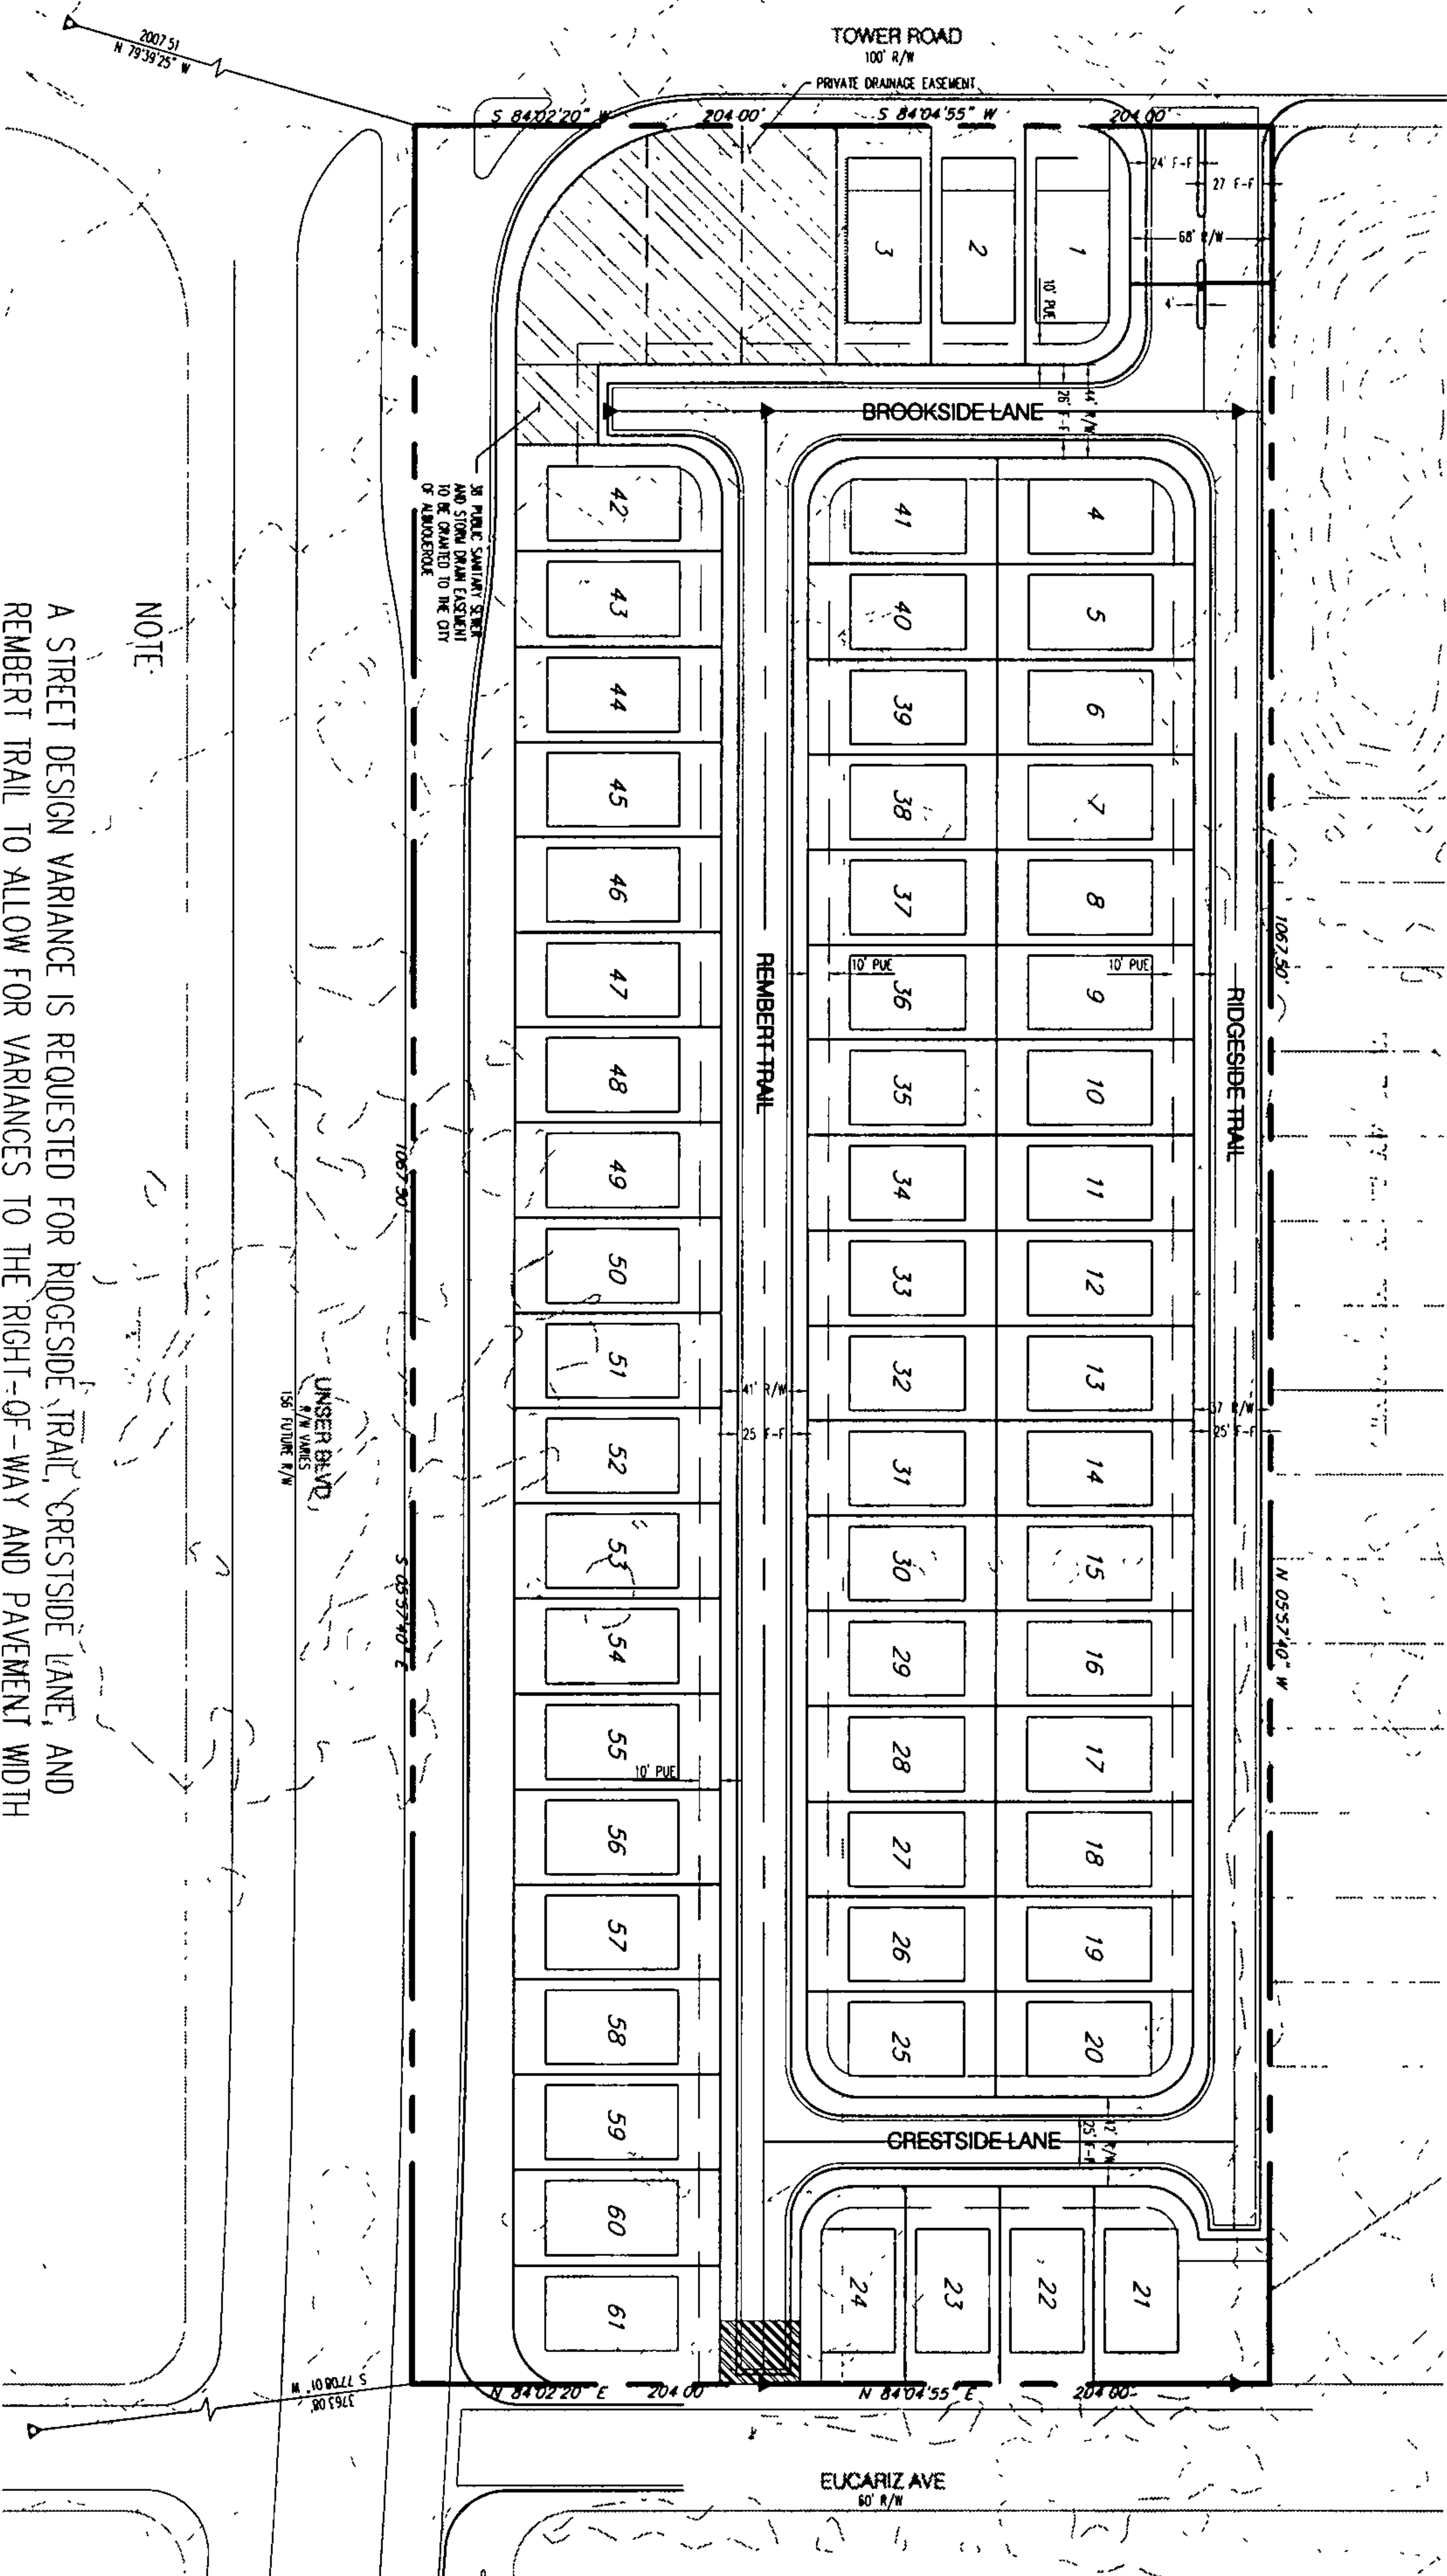 TOWER ROAD
100' R/W
PRIVATE DRAINAGE EASEMENT
2007 51
N 79°39'25" W
S 84°02'20" W
204 00'
S 84°04'55" W
204 00'
24' F-F
27 F-F
68' R/W
4'
3
2
1
10' PUE
BROOKSIDE LANE
44' R/W
26' F-F
38 PUBLIC SANITARY SEWER
AND STORM DRAIN EASEMENT
TO BE GRANTED TO THE CITY
OF ALBUQUERQUE
42
41
4
43
40
5
44
39
6
45
38
7
46
37
8
47
36
9
10' PUE
10' PUE
48
35
10
49
34
11
50
33
12
51
32
13
52
31
14
53
30
15
54
29
16
55
28
17
10' PUE
56
27
18
57
26
19
58
25
20
59
60
61
REMBERT TRAIL
RIDGESIDE TRAIL
1067 50'
N 05°57'40" W
41' R/W
25 F-F
R/W
25' F-F
1067 50'
S 05°57'40" E
UNSER BLVD
R/W VARIES
156' FUTURE R/W
CRESTSIDE LANE
R/W
25' F-F
24
23
22
21
N 84°02'20" E
204 00'
N 84°04'55" E
204 00'
S 77°08'01" W
3763 08'
EUCARIZ AVE
60' R/W
NOTE
A STREET DESIGN VARIANCE IS REQUESTED FOR RIDGESIDE TRAIL, CRESTSIDE LANE, AND
REMBERT TRAIL TO ALLOW FOR VARIANCES TO THE RIGHT-OF-WAY AND PAVEMENT WIDTH